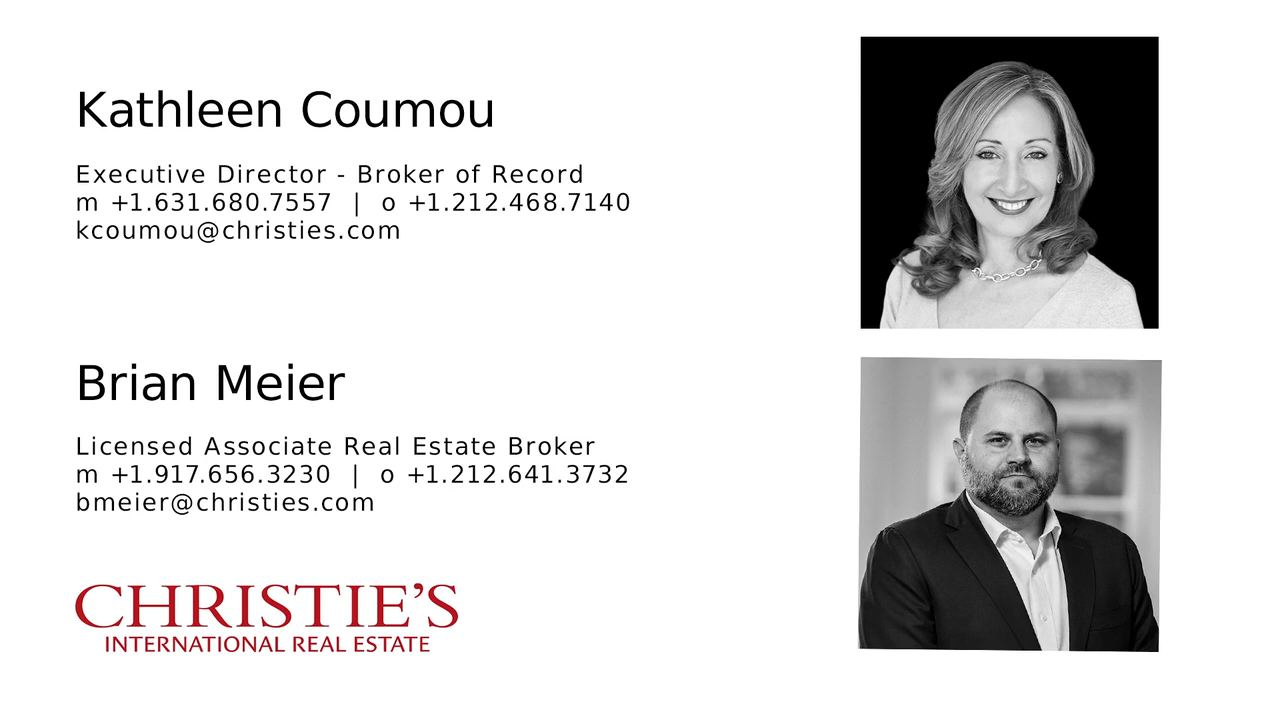 Kathleen Coumou
Executive Director - Broker of Record
m +1.631.680.7557 | o +1.212.468.7140
kcoumou@christies.com
Brian Meier
Licensed Associate Real Estate Broker
m +1.917.656.3230 | o +1.212.641.3732
bmeier@christies.com
CHRISTIE'S
INTERNATIONAL REAL ESTATE